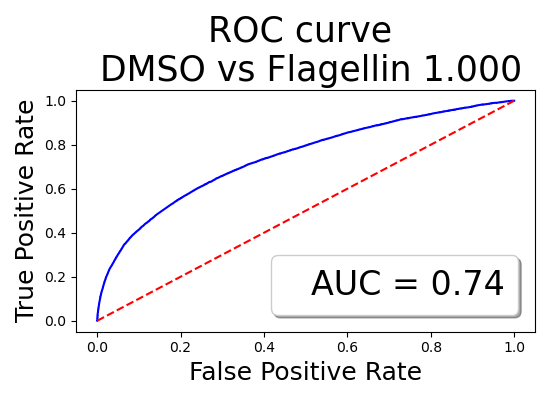 ROC curve
DMSO vs Flagellin 1.000
True Positive Rate
1.0
0.8
0.6
0.4
0.2
0.0
AUC = 0.74
0.0 0.2 0.4 0.6 0.8 1.0
False Positive Rate